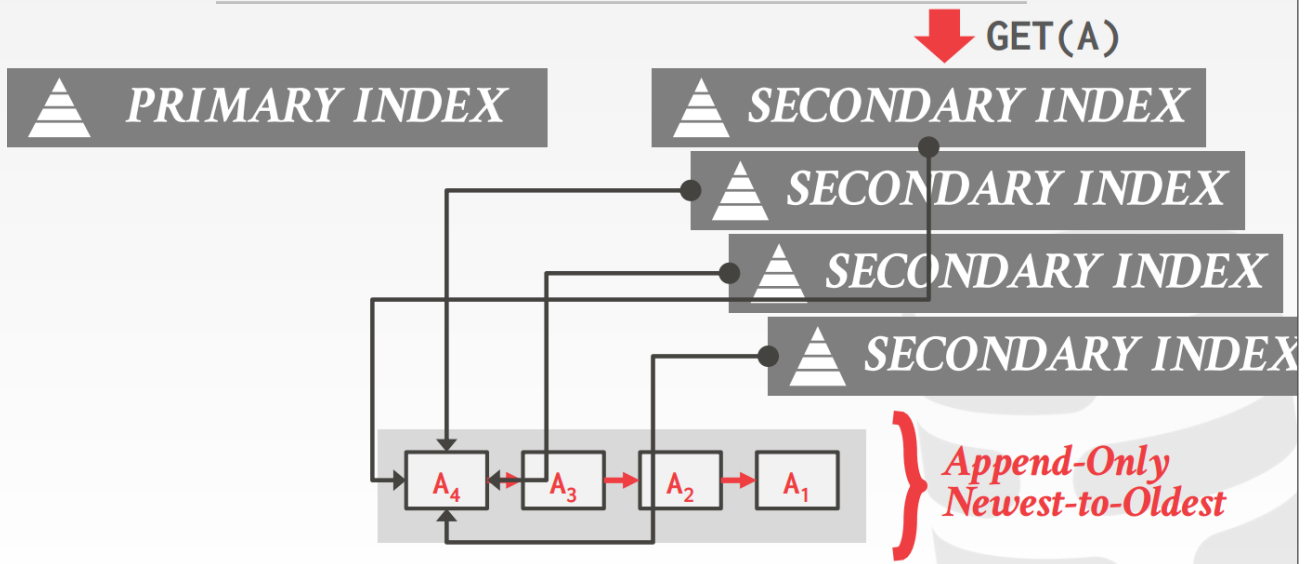 GET(A)
PRIMARY INDEX
SECONDARY INDEX
SECONDARY INDEX
SECONDARY INDEX
SECONDARY INDEX
A4
A3
A2
A1
Append-Only
Newest-to-Oldest